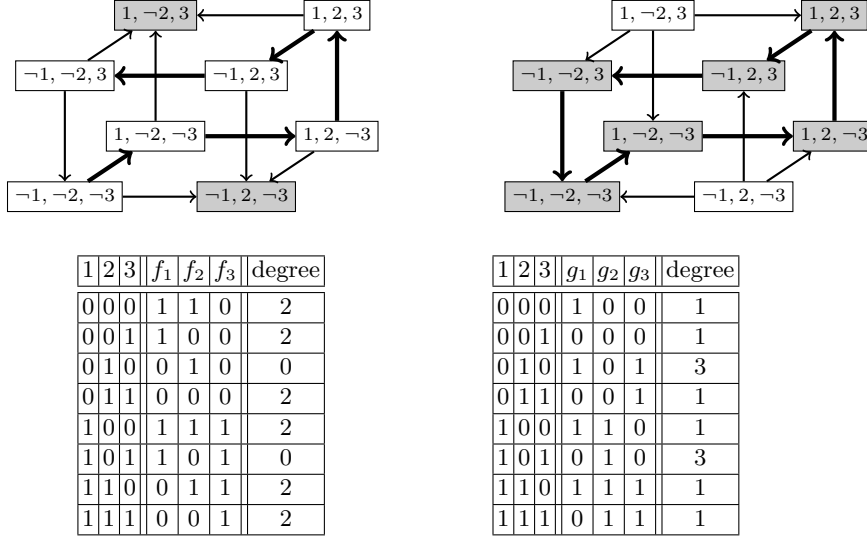 1, ¬2, 3 1, 2, 3 1, ¬2, 3 1, 2, 3
¬1, ¬2, 3 ¬1, 2, 3 ¬1, ¬2, 3 ¬1, 2, 3
1, ¬2, ¬3 1, 2, ¬3 1, ¬2, ¬3 1, 2, ¬3
¬1, ¬2, ¬3 ¬1, 2, ¬3 ¬1, ¬2, ¬3 ¬1, 2, ¬3
1 2 3 f₁ f₂ f₃ degree
0 0 0 1 1 0 2
0 0 1 1 0 0 2
0 1 0 0 1 0 0
0 1 1 0 0 0 2
1 0 0 1 1 1 2
1 0 1 1 0 1 0
1 1 0 0 1 1 2
1 1 1 0 0 1 2
1 2 3 g₁ g₂ g₃ degree
0 0 0 1 0 0 1
0 0 1 0 0 0 1
0 1 0 1 0 1 3
0 1 1 0 0 1 1
1 0 0 1 1 0 1
1 0 1 0 1 0 3
1 1 0 1 1 1 1
1 1 1 0 1 1 1